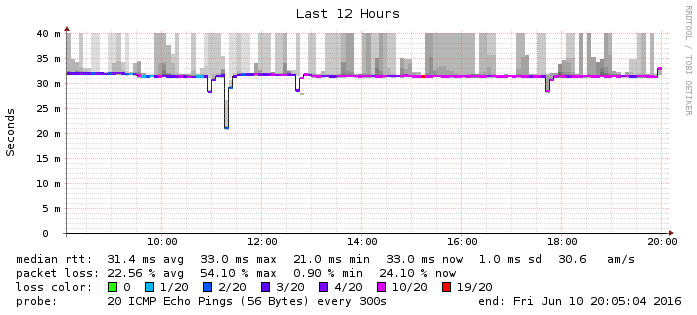 Last 12 Hours
RRDTOOL / TOBI OETIKER
Seconds
40 m
35 m
30 m
25 m
20 m
15 m
10 m
5 m
0
10:00 12:00 14:00 16:00 18:00 20:00
median rtt: 31.4 ms avg 33.0 ms max 21.0 ms min 33.0 ms now 1.0 ms sd 30.6 am/s
packet loss: 22.56 % avg 54.10 % max 0.90 % min 24.10 % now
loss color: 0 1/20 2/20 3/20 4/20 10/20 19/20
probe: 20 ICMP Echo Pings (56 Bytes) every 300s end: Fri Jun 10 20:05:04 2016